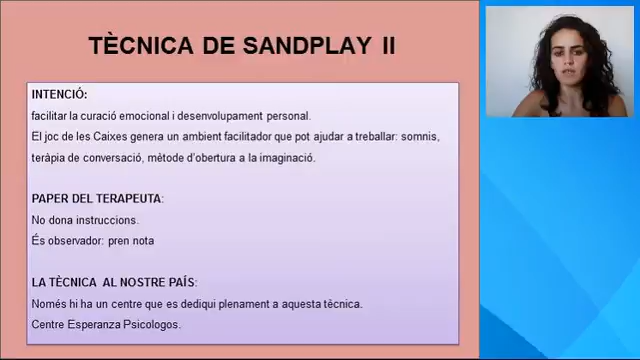 TÈCNICA DE SANDPLAY II
INTENCIÓ:
facilitar la curació emocional i desenvolupament personal.
El joc de les Caixes genera un ambient facilitador que pot ajudar a treballar: somnis,
teràpia de conversació, mètode d'obertura a la imaginació.
PAPER DEL TERAPEUTA:
No dona instruccions.
És observador: pren nota
LA TÈCNICA AL NOSTRE PAÍS:
Només hi ha un centre que es dediqui plenament a aquesta tècnica.
Centre Esperanza Psicologos.